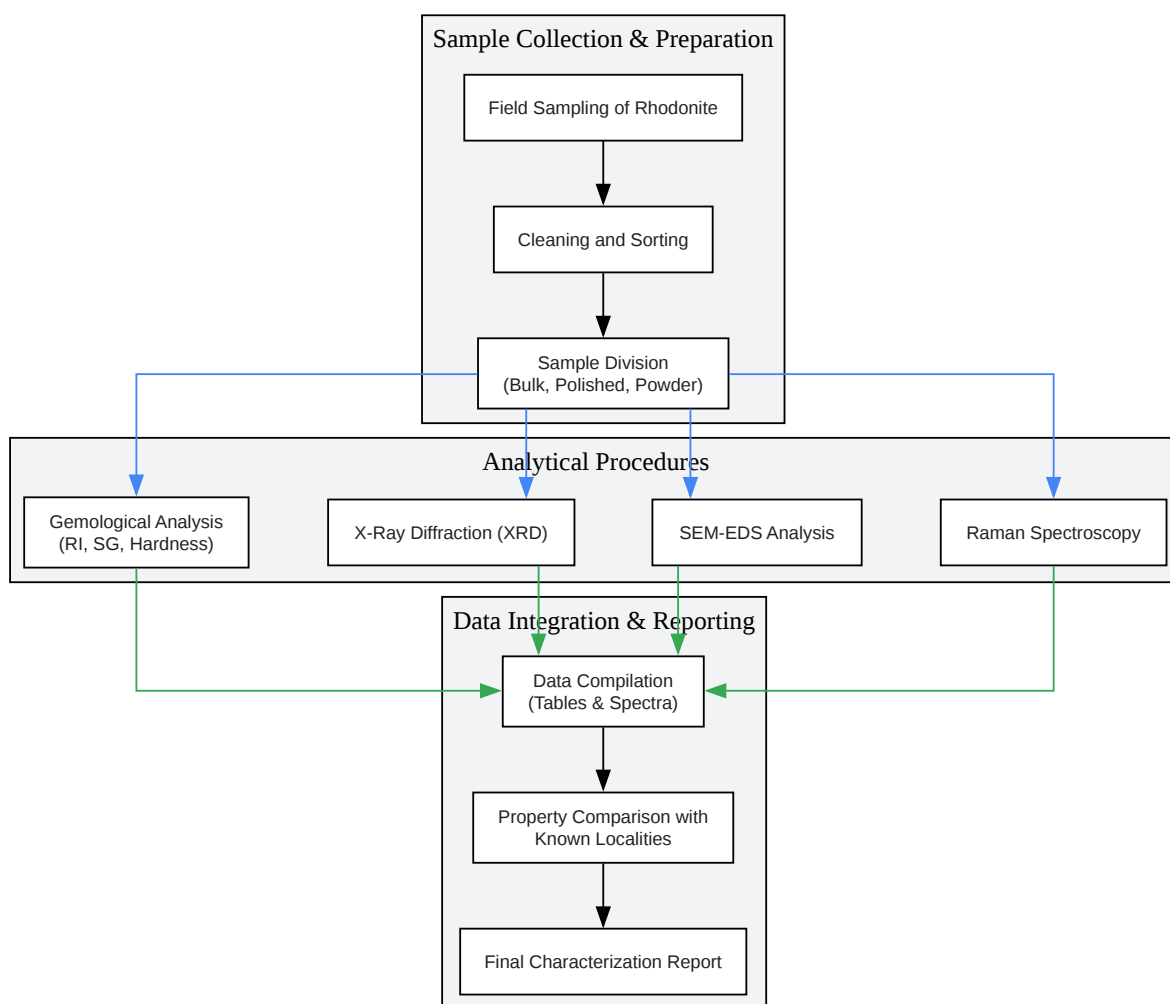 Sample Collection & Preparation
Field Sampling of Rhodonite
Cleaning and Sorting
Sample Division
(Bulk, Polished, Powder)
Analytical Procedures
Gemological Analysis
(RI, SG, Hardness)
X-Ray Diffraction (XRD)
SEM-EDS Analysis
Raman Spectroscopy
Data Integration & Reporting
Data Compilation
(Tables & Spectra)
Property Comparison with
Known Localities
Final Characterization Report